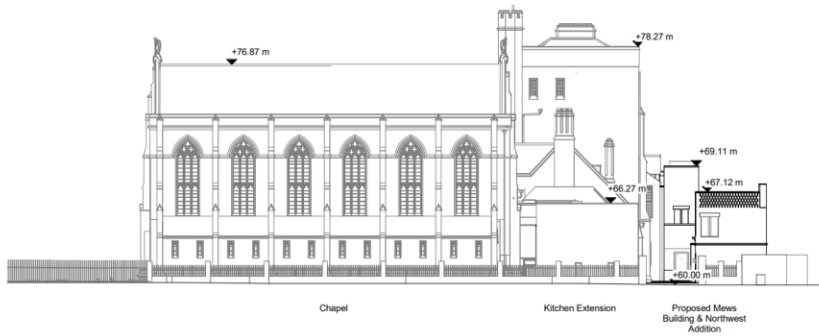 +76.87 m
+78.27 m
+69.11 m
+67.12 m
+66.27 m
+60.00 m
Chapel
Kitchen Extension
Proposed Mews
Building & Northwest
Addition